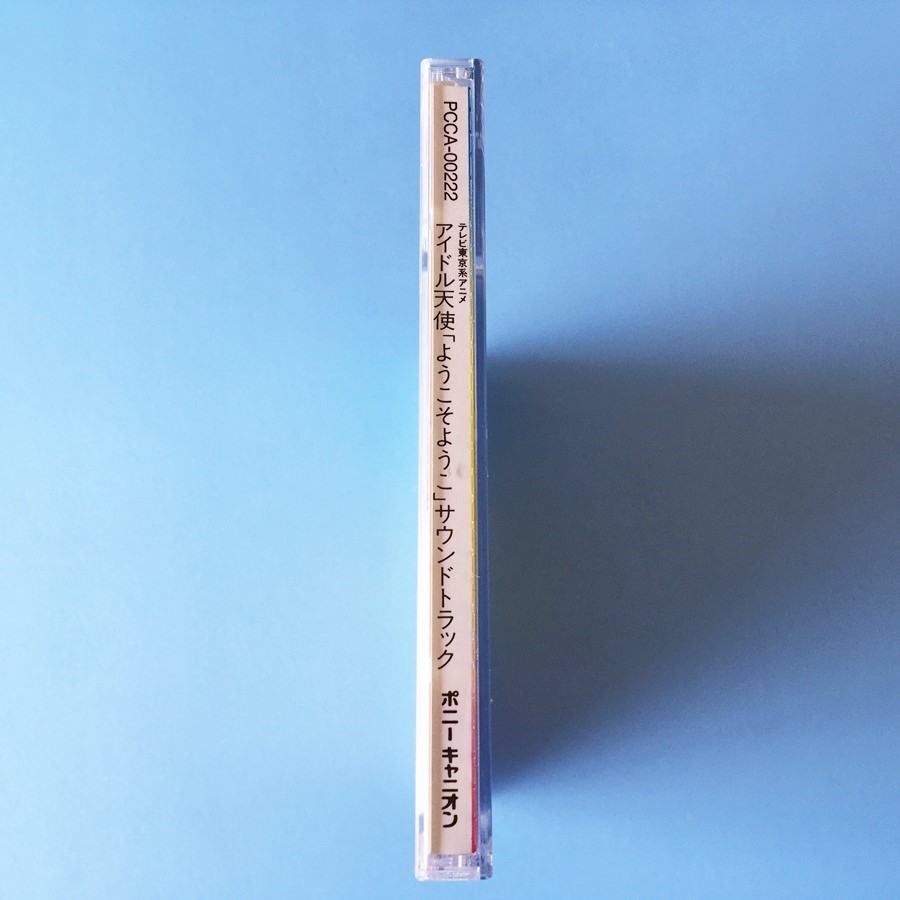 PCCA-00222
テレビ東京系アニメ
アイドル天使「ようこそようこ」サウンドトラック
ポニーキャニオン